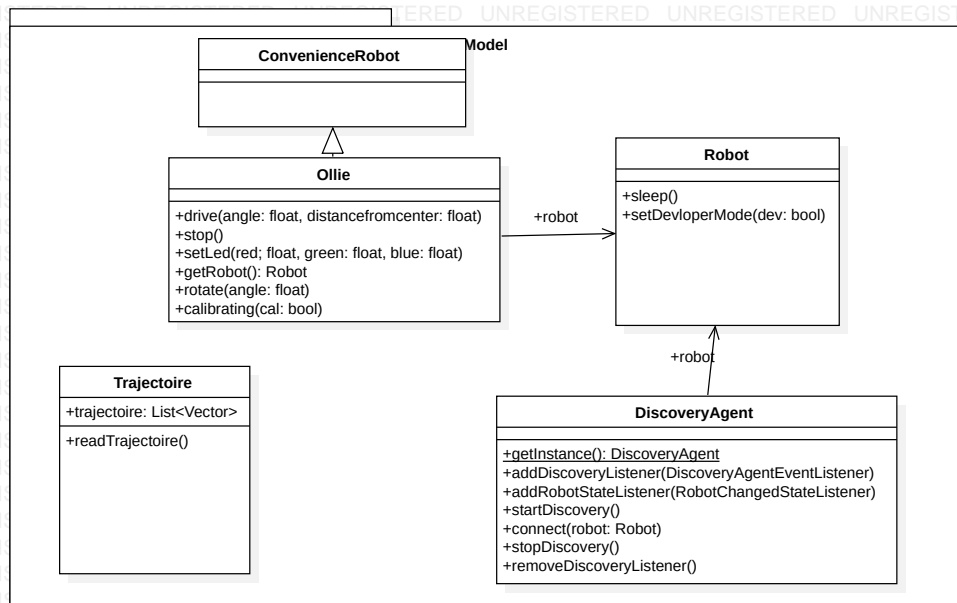 UNREGISTERED UNREGISTERED UNREGISTERED
Model
ConvenienceRobot
Ollie
+drive(angle: float, distancefromcenter: float)
+stop()
+setLed(red; float, green: float, blue: float)
+getRobot(): Robot
+rotate(angle: float)
+calibrating(cal: bool)
+robot
Robot
+sleep()
+setDevloperMode(dev: bool)
+robot
Trajectoire
+trajectoire: List<Vector>
+readTrajectoire()
DiscoveryAgent
+getInstance(): DiscoveryAgent
+addDiscoveryListener(DiscoveryAgentEventListener)
+addRobotStateListener(RobotChangedStateListener)
+startDiscovery()
+connect(robot: Robot)
+stopDiscovery()
+removeDiscoveryListener()